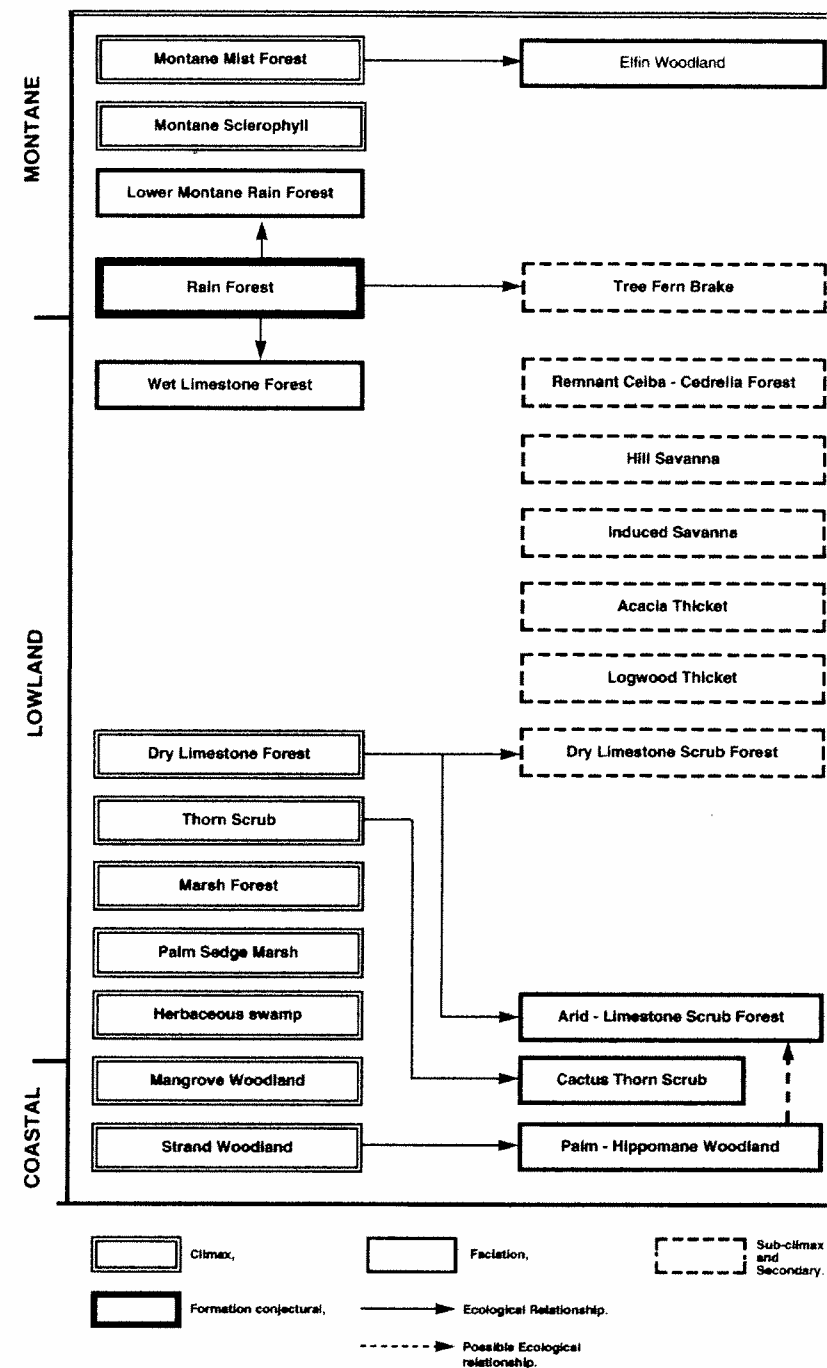 MONTANE
Montane Mist Forest
Elfin Woodland
Montane Sclerophyll
Lower Montane Rain Forest
Rain Forest
Tree Fern Brake
LOWLAND
Wet Limestone Forest
Remnant Ceiba - Cedrella Forest
Hill Savanna
Induced Savanna
Acacia Thicket
Logwood Thicket
Dry Limestone Forest
Dry Limestone Scrub Forest
Thorn Scrub
Marsh Forest
Palm Sedge Marsh
Herbaceous swamp
Arid - Limestone Scrub Forest
COASTAL
Mangrove Woodland
Cactus Thorn Scrub
Strand Woodland
Palm - Hippomane Woodland
Climax,
Faciation,
Sub-climax
and
Secondary.
Formation conjectural,
Ecological Relationship.
Possible Ecological
relationship.